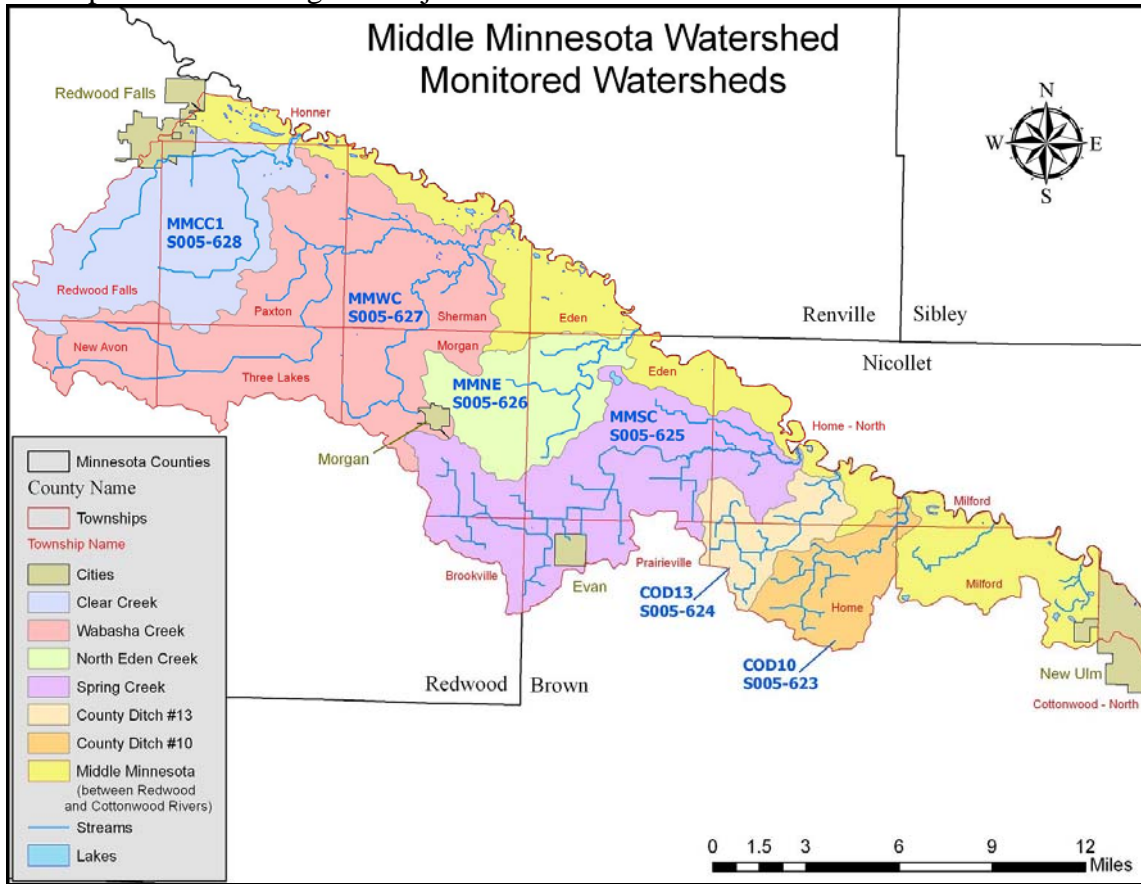 Middle Minnesota Watershed
Monitored Watersheds
Redwood Falls
Honner
N
W
E
S
MMCC1
S005-628
Redwood Falls
Paxton
MMWC
S005-627
Sherman
Eden
Renville
Sibley
New Avon
Three Lakes
Morgan
Nicollet
MMNE
S005-626
Eden
MMSC
S005-625
Home - North
Morgan
Milford
Brookville
Evan
Prairieville
COD13
S005-624
Home
Milford
COD10
S005-623
New Ulm
Redwood
Brown
Cottonwood - North
Minnesota Counties
County Name
Townships
Township Name
Cities
Clear Creek
Wabasha Creek
North Eden Creek
Spring Creek
County Ditch #13
County Ditch #10
Middle Minnesota
(between Redwood
and Cottonwood Rivers)
Streams
Lakes
0 1.5 3 6 9 12
Miles